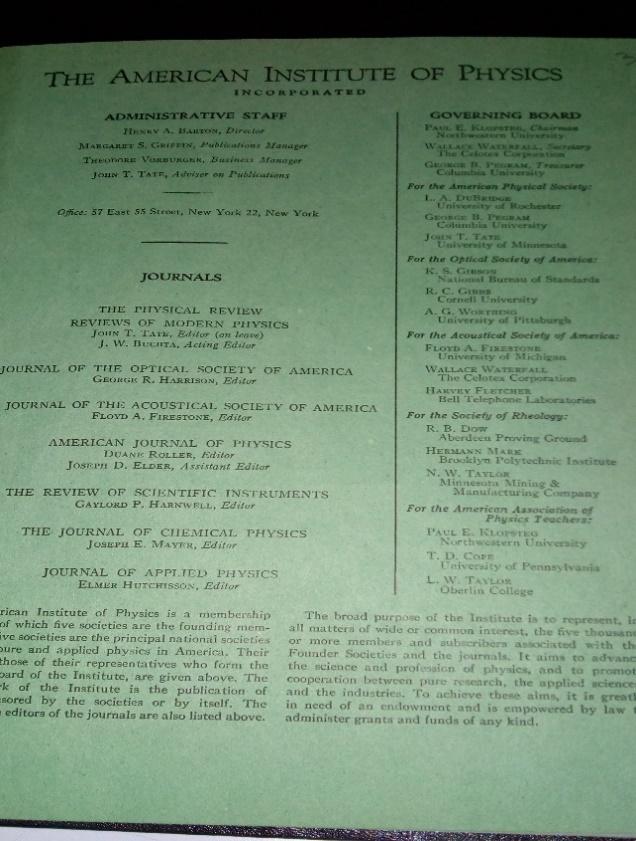 THE AMERICAN INSTITUTE OF PHYSICS
INCORPORATED
ADMINISTRATIVE STAFF
HENRY A. BARTON, Director
MARGARET S. GRIFFIN, Publications Manager
THEODORE VORBURGER, Business Manager
JOHN T. TATE, Adviser on Publications
Office: 57 East 55 Street, New York 22, New York
JOURNALS
THE PHYSICAL REVIEW
REVIEWS OF MODERN PHYSICS
JOHN T. TATE, Editor (on leave)
J. W. BUCHTA, Acting Editor
JOURNAL OF THE OPTICAL SOCIETY OF AMERICA
GEORGE R. HARRISON, Editor
JOURNAL OF THE ACOUSTICAL SOCIETY OF AMERICA
FLOYD A. FIRESTONE, Editor
AMERICAN JOURNAL OF PHYSICS
DUANE ROLLER, Editor
JOSEPH D. ELDER, Assistant Editor
THE REVIEW OF SCIENTIFIC INSTRUMENTS
GAYLORD P. HARNWELL, Editor
THE JOURNAL OF CHEMICAL PHYSICS
JOSEPH E. MAYER, Editor
JOURNAL OF APPLIED PHYSICS
ELMER HUTCHISSON, Editor
GOVERNING BOARD
PAUL E. KLOPSTEG, Chairman
Northwestern University
WALLACE WATERFALL, Secretary
The Celotex Corporation
GEORGE B. PEGRAM, Treasurer
Columbia University
For the American Physical Society:
L. A. DUBRIDGE
University of Rochester
GEORGE B. PEGRAM
Columbia University
JOHN T. TATE
University of Minnesota
For the Optical Society of America:
K. S. GIBSON
National Bureau of Standards
R. C. GIBBS
Cornell University
A. G. WORTHING
University of Pittsburgh
For the Acoustical Society of America:
FLOYD A. FIRESTONE
University of Michigan
WALLACE WATERFALL
The Celotex Corporation
HARVEY FLETCHER
Bell Telephone Laboratories
For the Society of Rheology:
R. B. DOW
Aberdeen Proving Ground
HERMANN MARK
Brooklyn Polytechnic Institute
N. W. TAYLOR
Minnesota Mining &
Manufacturing Company
For the American Association of
Physics Teachers:
PAUL E. KLOPSTEG
Northwestern University
T. D. COPE
University of Pennsylvania
L. W. TAYLOR
Oberlin College
rican Institute of Physics is a membership
of which five societies are the founding mem-
ive societies are the principal national societies
pure and applied physics in America. Their
those of their representatives who form the
oard of the Institute, are given above. The
rk of the Institute is the publication of
sored by the societies or by itself. The
editors of the journals are also listed above.
The broad purpose of the Institute is to represent, in
all matters of wide or common interest, the five thousan
or more members and subscribers associated with th
Founder Societies and the journals. It aims to advanc
the science and profession of physics, and to promot
cooperation between pure research, the applied science
and the industries. To achieve these aims, it is greatl
in need of an endowment and is empowered by law t
administer grants and funds of any kind.